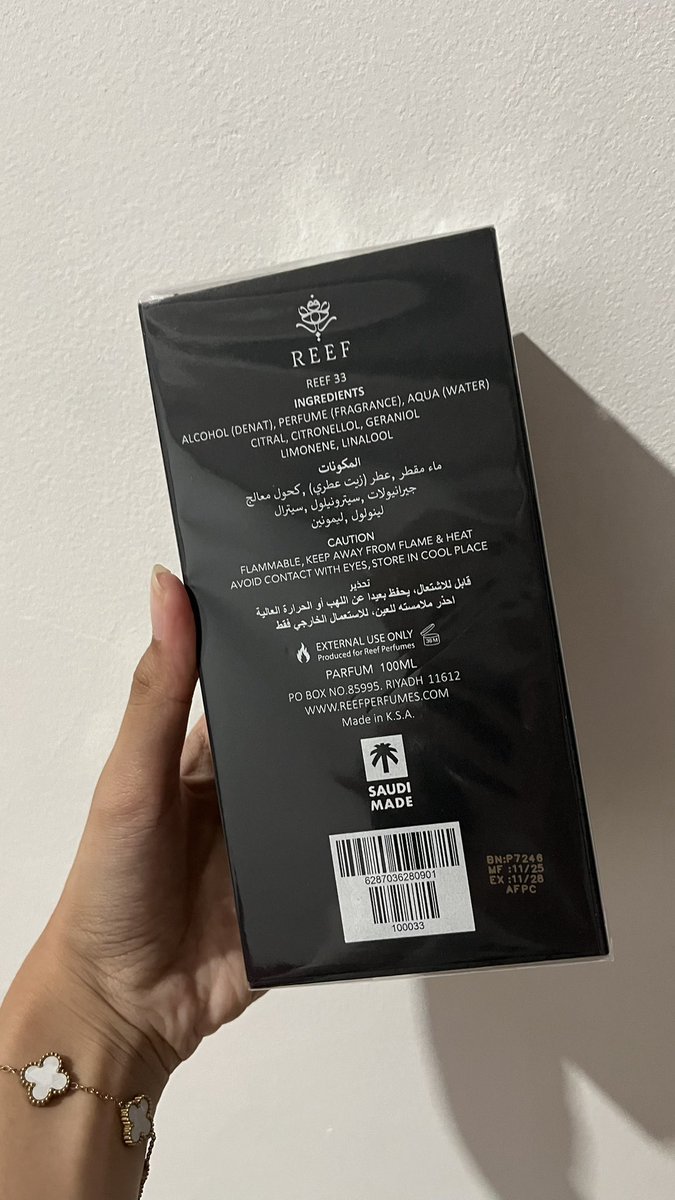 REEF
REEF 33
INGREDIENTS
ALCOHOL (DENAT), PERFUME (FRAGRANCE), AQUA (WATER)
CITRAL, CITRONELLOL, GERANIOL
LIMONENE, LINALOOL
المكونات
ماء مقطر ,عطر (زيت عطري) ,كحول معالج
جيرانيولات ,سيترونيلول ,سيترال
لينولول ,ليمونين
CAUTION
FLAMMABLE, KEEP AWAY FROM FLAME & HEAT
AVOID CONTACT WITH EYES, STORE IN COOL PLACE
تحذير
قابل للاشتعال، يحفظ بعيدا عن اللهب أو الحرارة العالية
احذر ملامسته للعين، للاستعمال الخارجي فقط
EXTERNAL USE ONLY
36 M
Produced for Reef Perfumes
PARFUM 100ML
PO BOX NO.85995. RIYADH 11612
WWW.REEFPERFUMES.COM
Made in K.S.A.
SAUDI
MADE
6287036280901
100033
BN:P7246
MF :11/25
EX :11/28
AFPC